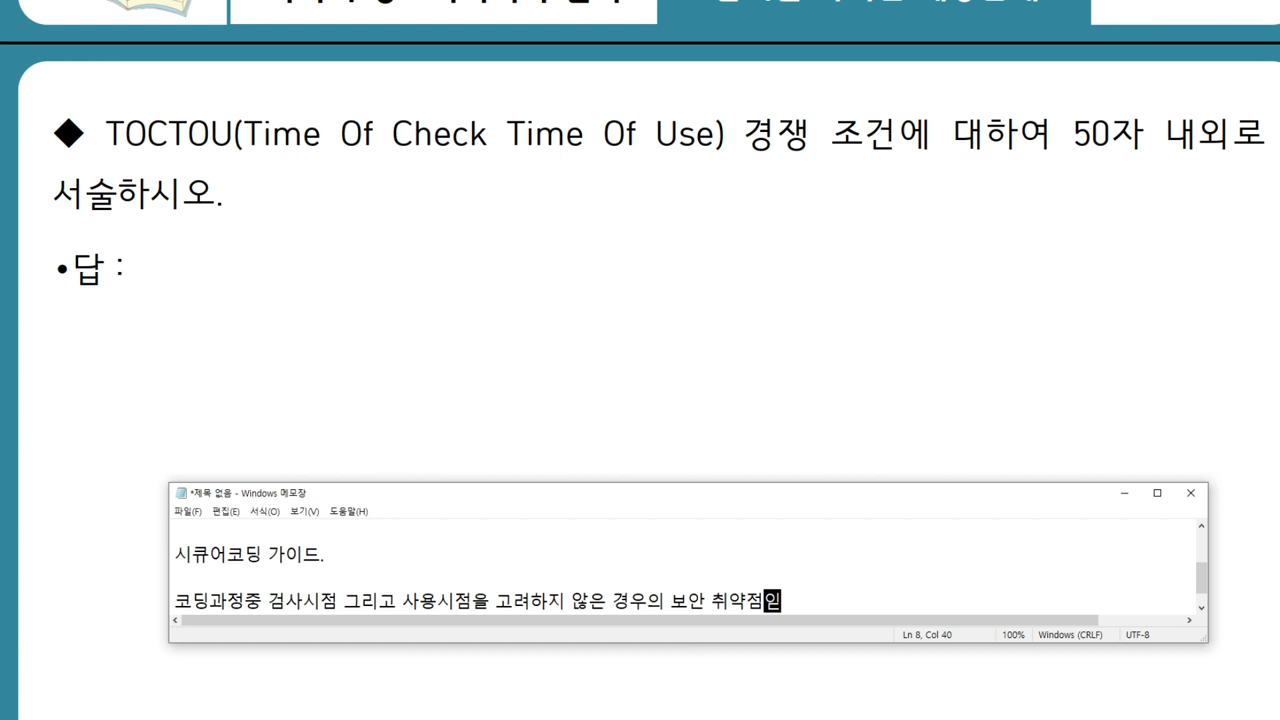 ◆ TOCTOU(Time Of Check Time Of Use) 경쟁 조건에 대하여 50자 내외로
서술하시오.
•답 :
*제목 없음 - Windows 메모장
파일(F) 편집(E) 서식(O) 보기(V) 도움말(H)
시큐어코딩 가이드.
코딩과정중 검사시점 그리고 사용시점을 고려하지 않은 경우의 보안 취약점읻
Ln 8, Col 40 100% Windows (CRLF) UTF-8